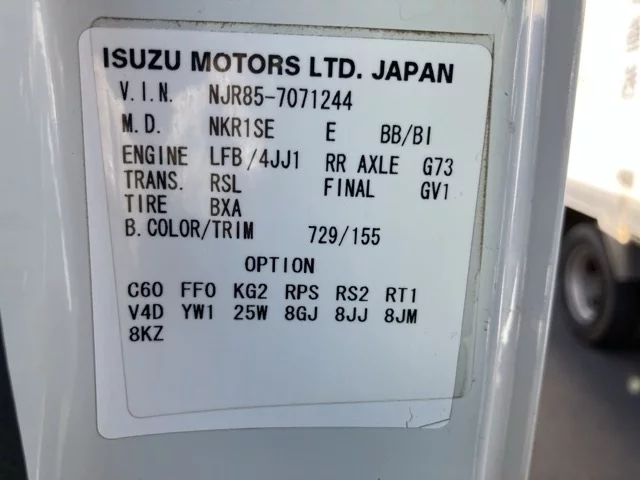 ISUZU MOTORS LTD. JAPAN
V.I.N. NJR85-7071244
M.D. NKR1SE E BB/BI
ENGINE LFB/4JJ1 RR AXLE G73
TRANS. RSL FINAL GV1
TIRE BXA
B.COLOR/TRIM 729/155
OPTION
C60 FF0 KG2 RPS RS2 RT1
V4D YW1 25W 8GJ 8JJ 8JM
8KZ